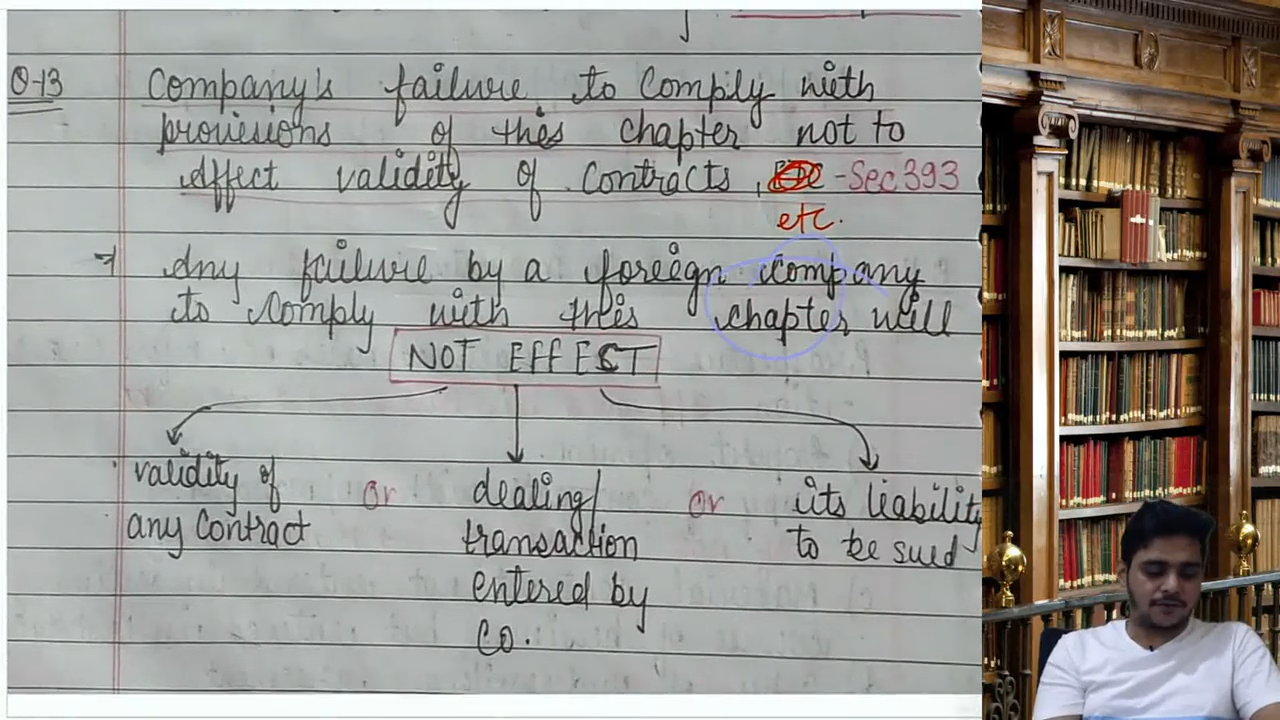 Q-13 Company's failure to Comply with
provisions of this chapter not to
effect validity of Contracts, - Sec 393
etc.
→ Any failure by a foreign company
to Comply with this chapter will
NOT EFFECT
validity of
any Contract
or
dealing/
transaction
entered by
Co.
or
its liability
to be sued